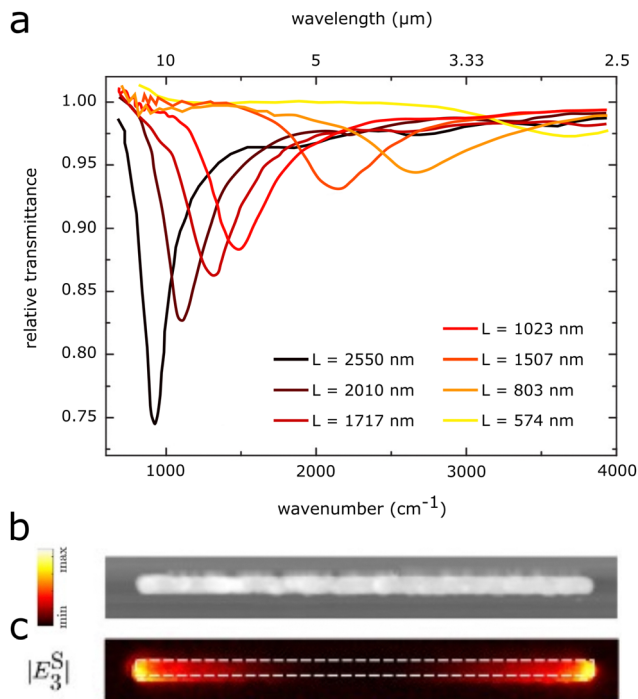 a
wavelength (µm)
10 5 3.33 2.5
1.00
0.95
0.90
0.85
0.80
0.75
relative transmittance
L = 2550 nm
L = 2010 nm
L = 1717 nm
L = 1023 nm
L = 1507 nm
L = 803 nm
L = 574 nm
1000 2000 3000 4000
wavenumber (cm⁻¹)
b
max
min
c
|E₃ˢ|